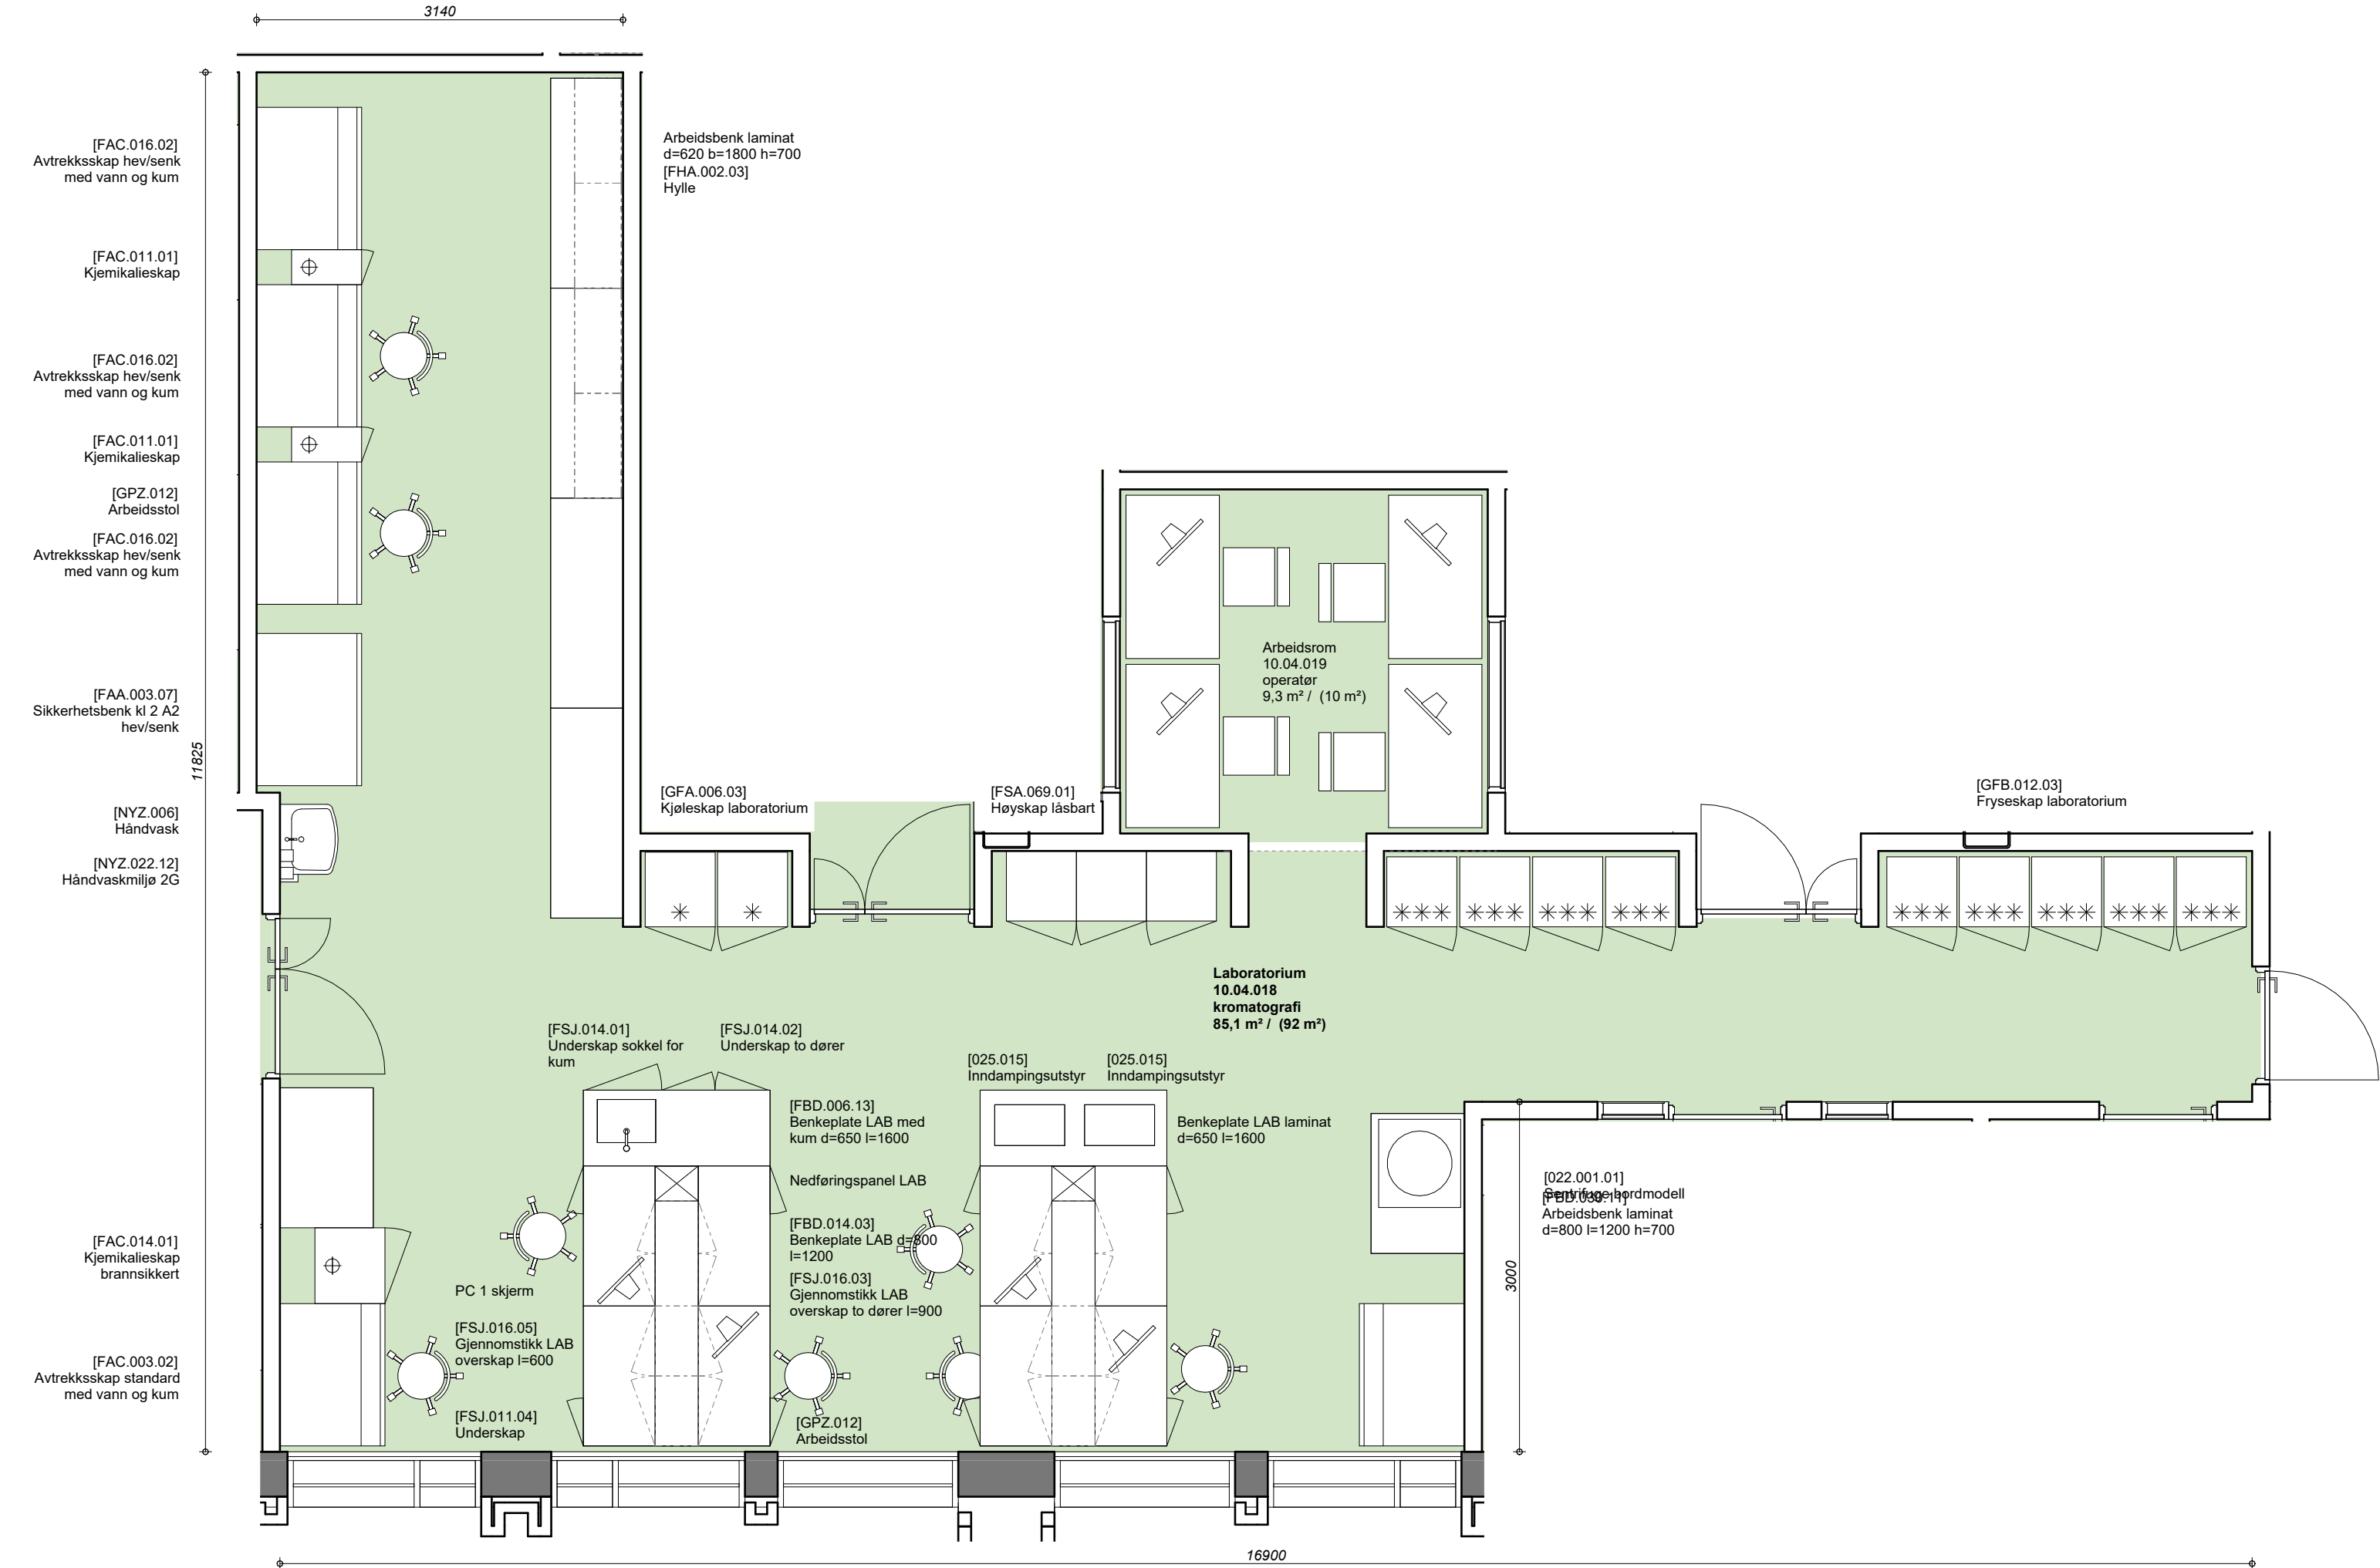 3140
[FAC.016.02]
Avtrekksskap hev/senk
med vann og kum
Arbeidsbenk laminat
d=620 b=1800 h=700
[FHA.002.03]
Hylle
[FAC.011.01]
Kjemikalieskap
[FAC.016.02]
Avtrekksskap hev/senk
med vann og kum
[FAC.011.01]
Kjemikalieskap
[GPZ.012]
Arbeidsstol
[FAC.016.02]
Avtrekksskap hev/senk
med vann og kum
[FAA.003.07]
Sikkerhetsbenk kl 2 A2
hev/senk
11825
[NYZ.006]
Håndvask
[NYZ.022.12]
Håndvaskmiljø 2G
Arbeidsrom
10.04.019
operatør
9,3 m² / (10 m²)
[GFA.006.03]
Kjøleskap laboratorium
[FSA.069.01]
Høyskap låsbart
[GFB.012.03]
Fryseskap laboratorium
Laboratorium
10.04.018
kromatografi
85,1 m² / (92 m²)
[FSJ.014.01]
Underskap sokkel for
kum
[FSJ.014.02]
Underskap to dører
[025.015]
Inndampingsutstyr
[025.015]
Inndampingsutstyr
[FBD.006.13]
Benkeplate LAB med
kum d=650 l=1600
Benkeplate LAB laminat
d=650 l=1600
Nedføringspanel LAB
[FBD.014.03]
Benkeplate LAB d=800
l=1200
[FSJ.016.03]
Gjennomstikk LAB
overskap to dører l=900
[022.001.01]
Sentrifuge bordmodell
[FBD.030.11]
Arbeidsbenk laminat
d=800 l=1200 h=700
3000
[FAC.014.01]
Kjemikalieskap
brannsikkert
PC 1 skjerm
[FSJ.016.05]
Gjennomstikk LAB
overskap l=600
[FAC.003.02]
Avtrekksskap standard
med vann og kum
[FSJ.011.04]
Underskap
[GPZ.012]
Arbeidsstol
16900